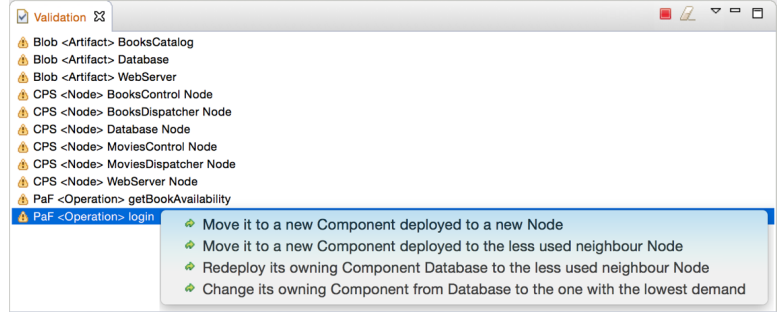 Validation
Blob <Artifact> BooksCatalog
Blob <Artifact> Database
Blob <Artifact> WebServer
CPS <Node> BooksControl Node
CPS <Node> BooksDispatcher Node
CPS <Node> Database Node
CPS <Node> MoviesControl Node
CPS <Node> MoviesDispatcher Node
CPS <Node> WebServer Node
PaF <Operation> getBookAvailability
PaF <Operation> login
Move it to a new Component deployed to a new Node
Move it to a new Component deployed to the less used neighbour Node
Redeploy its owning Component Database to the less used neighbour Node
Change its owning Component from Database to the one with the lowest demand